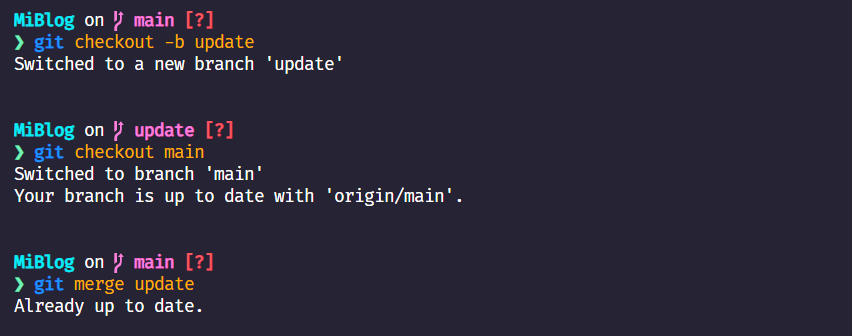 MiBlog on main [?]
❯ git checkout -b update
Switched to a new branch 'update'
MiBlog on update [?]
❯ git checkout main
Switched to branch 'main'
Your branch is up to date with 'origin/main'.
MiBlog on main [?]
❯ git merge update
Already up to date.